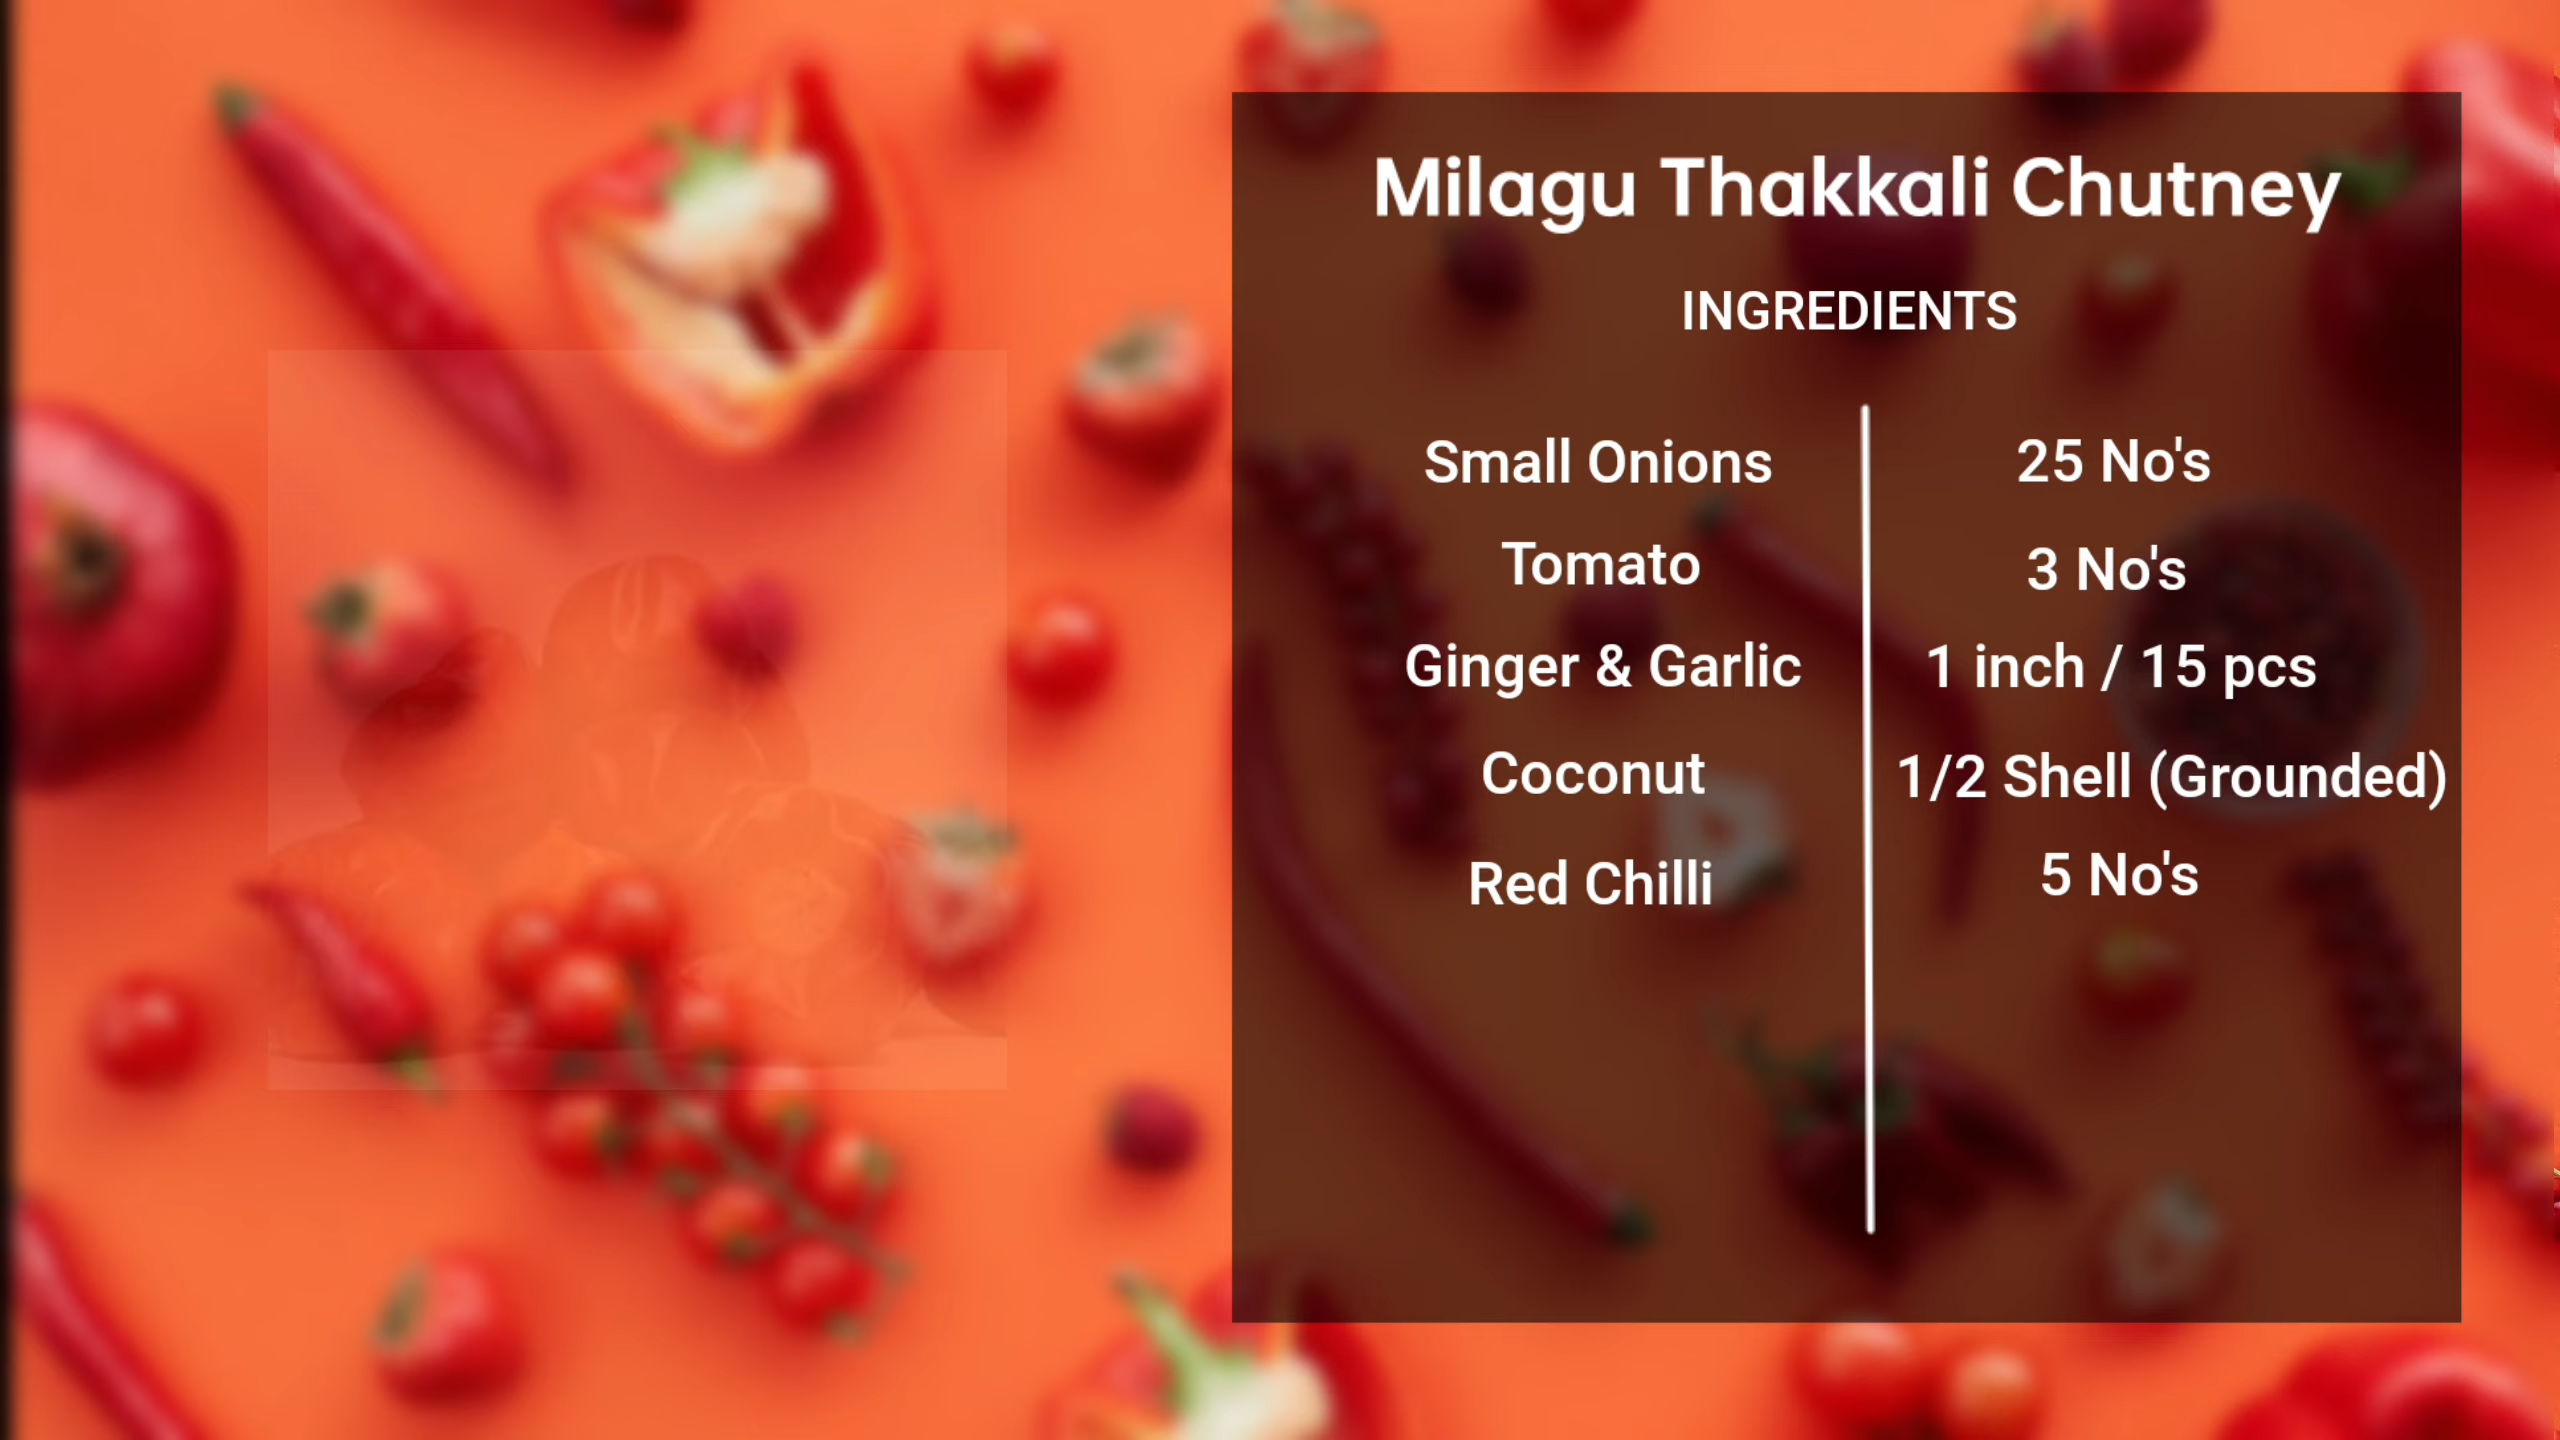 Milagu Thakkali Chutney
INGREDIENTS
Small Onions 25 No's
Tomato 3 No's
Ginger & Garlic 1 inch / 15 pcs
Coconut 1/2 Shell (Grounded)
Red Chilli 5 No's